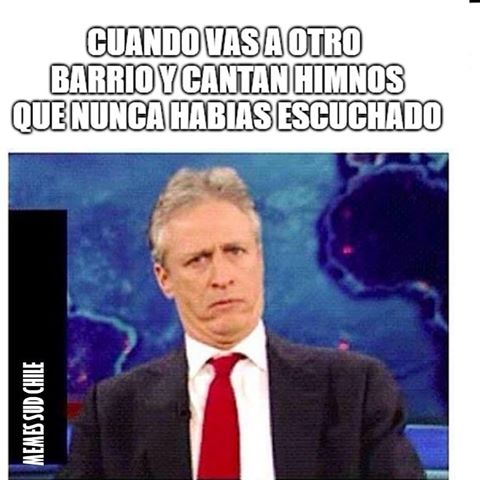 CUANDO VAS A OTRO
BARRIO Y CANTAN HIMNOS
QUE NUNCA HABIAS ESCUCHADO
MEMES SUD CHILE